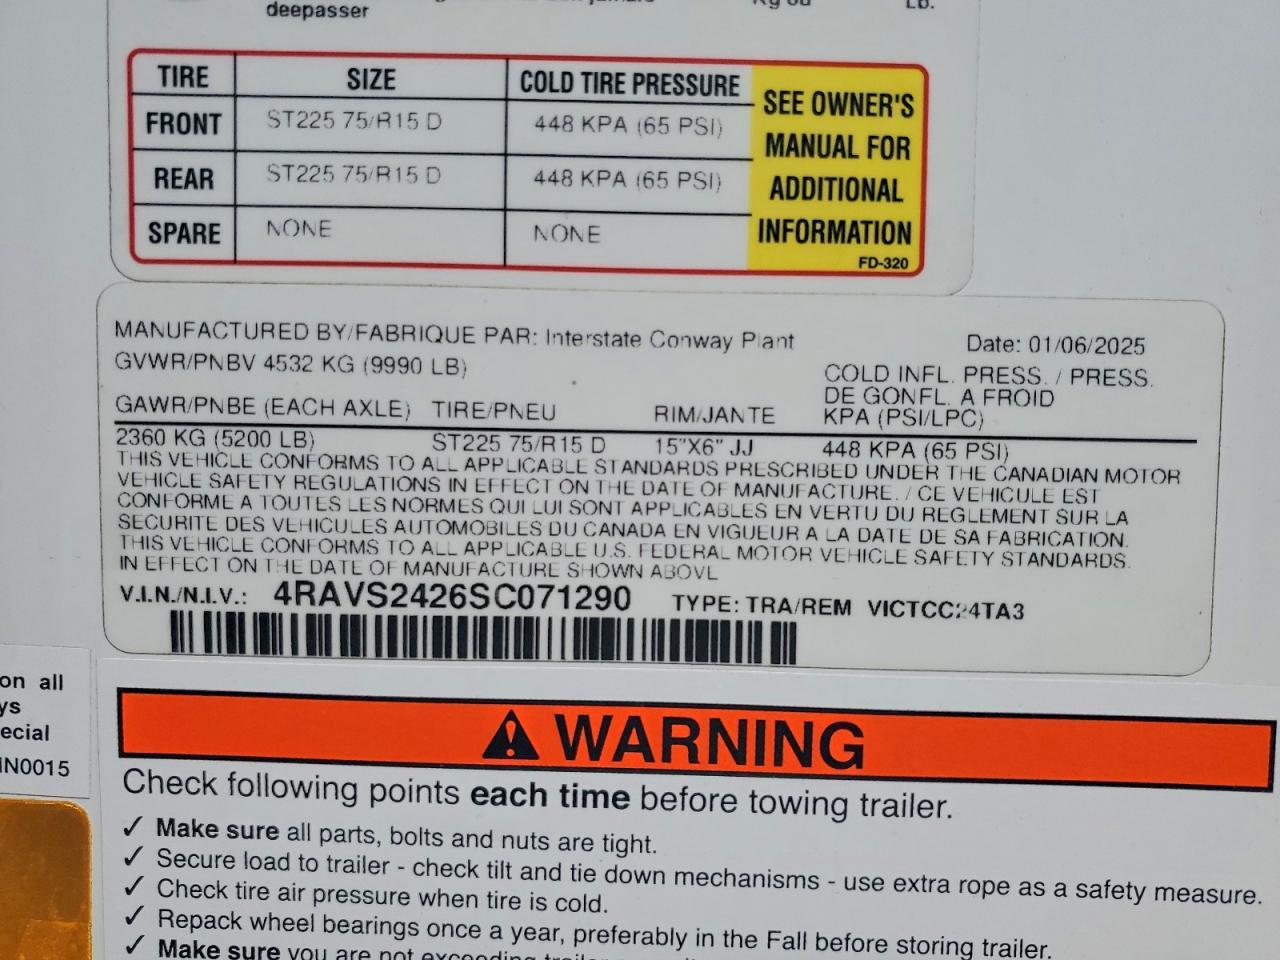 deepasser
LB.
TIRE SIZE COLD TIRE PRESSURE
FRONT ST225 75/R15 D 448 KPA (65 PSI)
REAR ST225 75/R15 D 448 KPA (65 PSI)
SPARE NONE NONE
SEE OWNER'S
MANUAL FOR
ADDITIONAL
INFORMATION
FD-320
MANUFACTURED BY/FABRIQUE PAR: Interstate Conway Plant Date: 01/06/2025
GVWR/PNBV 4532 KG (9990 LB)
COLD INFL. PRESS. / PRESS.
DE GONFL. A FROID
GAWR/PNBE (EACH AXLE) TIRE/PNEU RIM/JANTE KPA (PSI/LPC)
2360 KG (5200 LB) ST225 75/R15 D 15"X6" JJ 448 KPA (65 PSI)
THIS VEHICLE CONFORMS TO ALL APPLICABLE STANDARDS PRESCRIBED UNDER THE CANADIAN MOTOR
VEHICLE SAFETY REGULATIONS IN EFFECT ON THE DATE OF MANUFACTURE. / CE VEHICULE EST
CONFORME A TOUTES LES NORMES QUI LUI SONT APPLICABLES EN VERTU DU REGLEMENT SUR LA
SECURITE DES VEHICULES AUTOMOBILES DU CANADA EN VIGUEUR A LA DATE DE SA FABRICATION.
THIS VEHICLE CONFORMS TO ALL APPLICABLE U.S. FEDERAL MOTOR VEHICLE SAFETY STANDARDS.
IN EFFECT ON THE DATE OF MANUFACTURE SHOWN ABOVE
V.I.N./N.I.V.: 4RAVS2426SC071290 TYPE: TRA/REM VICTCC24TA3
on all
ys
ecial
IN0015
WARNING
Check following points each time before towing trailer.
✓ Make sure all parts, bolts and nuts are tight.
✓ Secure load to trailer - check tilt and tie down mechanisms - use extra rope as a safety measure.
✓ Check tire air pressure when tire is cold.
✓ Repack wheel bearings once a year, preferably in the Fall before storing trailer.
✓ Make sure you are not exceeding